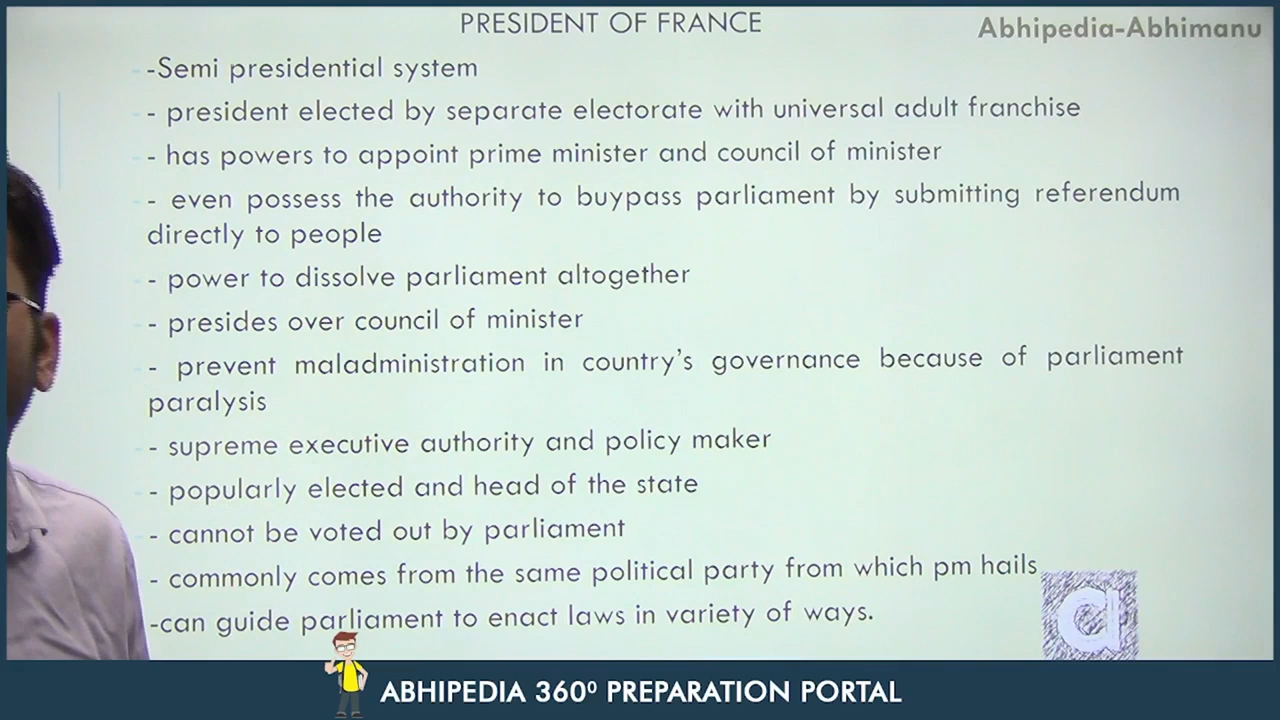 PRESIDENT OF FRANCE
Abhipedia-Abhimanu
-Semi presidential system
- president elected by separate electorate with universal adult franchise
- has powers to appoint prime minister and council of minister
- even possess the authority to buypass parliament by submitting referendum
directly to people
- power to dissolve parliament altogether
- presides over council of minister
- prevent maladministration in country's governance because of parliament
paralysis
- supreme executive authority and policy maker
- popularly elected and head of the state
- cannot be voted out by parliament
- commonly comes from the same political party from which pm hails
-can guide parliament to enact laws in variety of ways.
a
ABHIPEDIA 360⁰ PREPARATION PORTAL